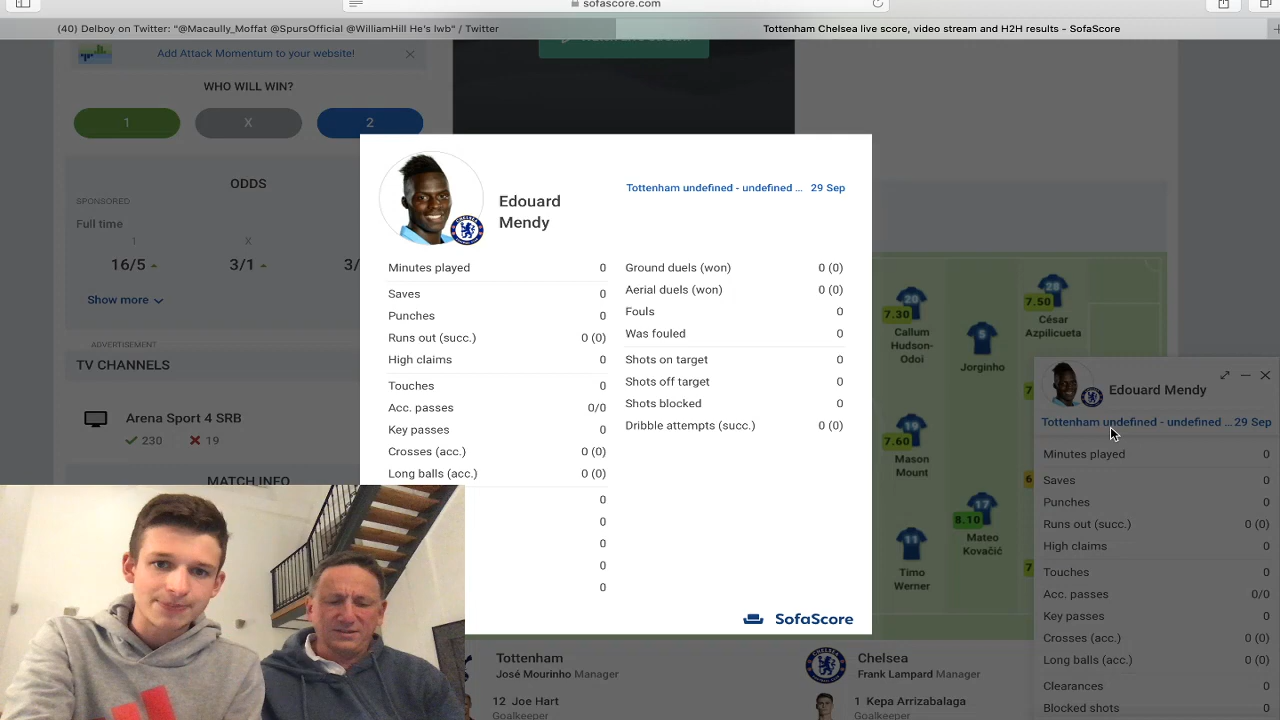 sofascore.com
(40) Delboy on Twitter: "@Macaully_Moffat @SpursOfficial @WilliamHill He's lwb" / Twitter
Tottenham Chelsea live score, video stream and H2H results - SofaScore
Add Attack Momentum to your website!
WHO WILL WIN?
1 X 2
ODDS
SPONSORED
Full time
1 X
16/5 3/1 3/
Show more
ADVERTISEMENT
TV CHANNELS
Arena Sport 4 SRB
230 19
MATCH INFO
Edouard
Mendy
Tottenham undefined - undefined ... 29 Sep
Minutes played 0
Saves 0
Punches 0
Runs out (succ.) 0 (0)
High claims 0
Touches 0
Acc. passes 0/0
Key passes 0
Crosses (acc.) 0 (0)
Long balls (acc.) 0 (0)
0
0
0
0
0
Ground duels (won) 0 (0)
Aerial duels (won) 0 (0)
Fouls 0
Was fouled 0
Shots on target 0
Shots off target 0
Shots blocked 0
Dribble attempts (succ.) 0 (0)
SofaScore
20
7.30
Callum
Hudson-
Odoi
5
Jorginho
28
7.50
César
Azpilicueta
19
7.60
Mason
Mount
17
8.10
Mateo
Kovačić
11
Timo
Werner
Edouard Mendy
Tottenham undefined - undefined ... 29 Sep
Minutes played 0
Saves 0
Punches 0
Runs out (succ.) 0 (0)
High claims 0
Touches 0
Acc. passes 0/0
Key passes 0
Crosses (acc.) 0 (0)
Long balls (acc.) 0 (0)
Clearances 0
Blocked shots 0
Tottenham
José Mourinho Manager
12 Joe Hart
Goalkeeper
Chelsea
Frank Lampard Manager
1 Kepa Arrizabalaga
Goalkeeper